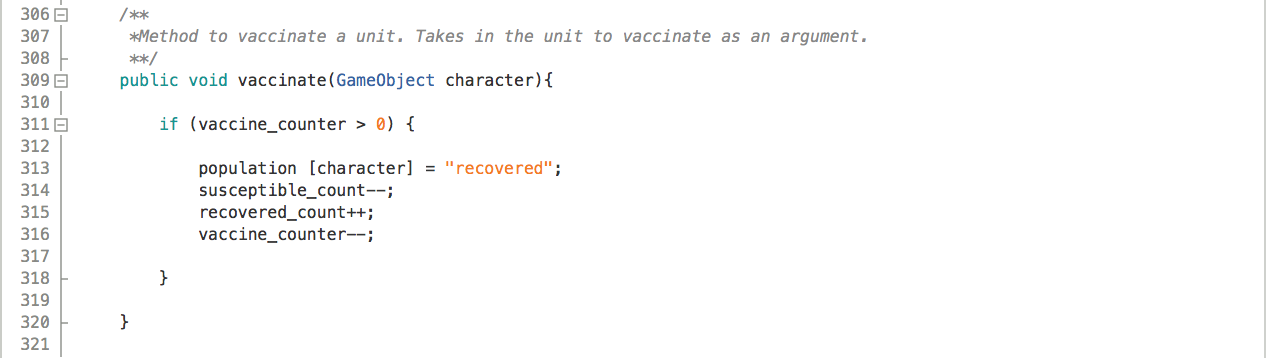 306 /**
307 *Method to vaccinate a unit. Takes in the unit to vaccinate as an argument.
308 **/
309 public void vaccinate(GameObject character){
310
311 if (vaccine_counter > 0) {
312
313 population [character] = "recovered";
314 susceptible_count--;
315 recovered_count++;
316 vaccine_counter--;
317
318 }
319
320 }
321